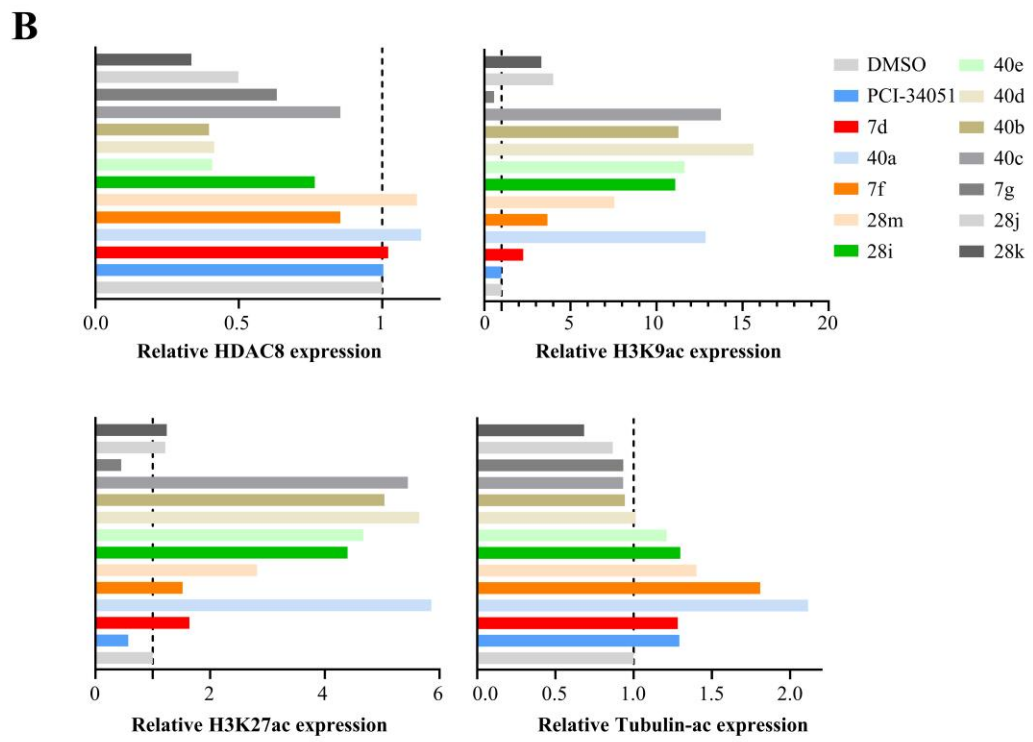 B
0.0 0.5 1
Relative HDAC8 expression
0 5 10 15 20
Relative H3K9ac expression
DMSO 40e
PCI-34051 40d
7d 40b
40a 40c
7f 7g
28m 28j
28i 28k
0 2 4 6
Relative H3K27ac expression
0.0 0.5 1.0 1.5 2.0
Relative Tubulin-ac expression